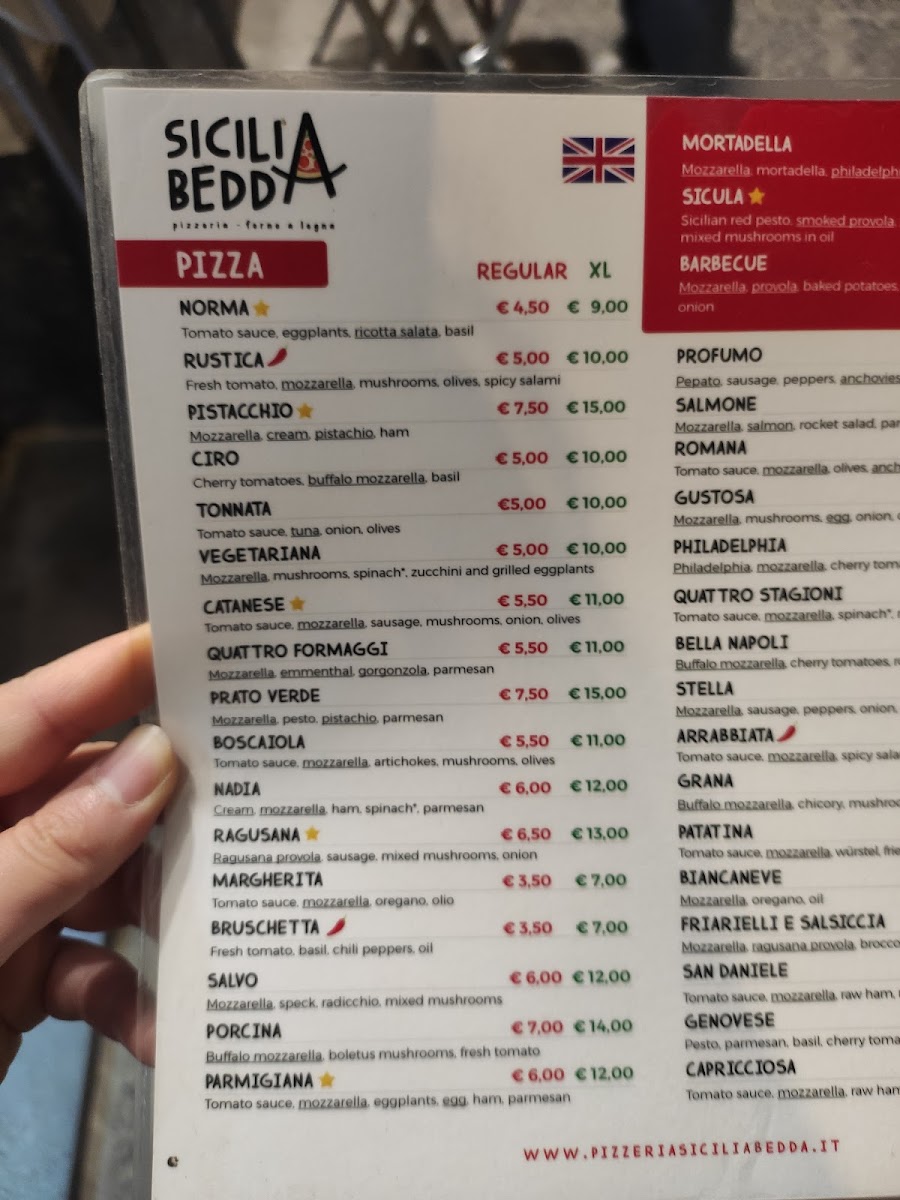 SICILIA
BEDDA
pizzeria - forno a legna
PIZZA
REGULAR XL
NORMA € 4,50 € 9,00
Tomato sauce, eggplants, ricotta salata, basil
RUSTICA € 5,00 € 10,00
Fresh tomato, mozzarella, mushrooms, olives, spicy salami
PISTACCHIO € 7,50 € 15,00
Mozzarella, cream, pistachio, ham
CIRO € 5,00 € 10,00
Cherry tomatoes, buffalo mozzarella, basil
TONNATA €5,00 € 10,00
Tomato sauce, tuna, onion, olives
VEGETARIANA € 5,00 € 10,00
Mozzarella, mushrooms, spinach*, zucchini and grilled eggplants
CATANESE € 5,50 € 11,00
Tomato sauce, mozzarella, sausage, mushrooms, onion, olives
QUATTRO FORMAGGI € 5,50 € 11,00
Mozzarella, emmenthal, gorgonzola, parmesan
PRATO VERDE € 7,50 € 15,00
Mozzarella, pesto, pistachio, parmesan
BOSCAIOLA € 5,50 € 11,00
Tomato sauce, mozzarella, artichokes, mushrooms, olives
NADIA € 6,00 € 12,00
Cream, mozzarella, ham, spinach*, parmesan
RAGUSANA € 6,50 € 13,00
Ragusana provola, sausage, mixed mushrooms, onion
MARGHERITA € 3,50 € 7,00
Tomato sauce, mozzarella, oregano, olio
BRUSCHETTA € 3,50 € 7,00
Fresh tomato, basil, chili peppers, oil
SALVO € 6,00 € 12,00
Mozzarella, speck, radicchio, mixed mushrooms
PORCINA € 7,00 € 14,00
Buffalo mozzarella, boletus mushrooms, fresh tomato
PARMIGIANA € 6,00 € 12,00
Tomato sauce, mozzarella, eggplants, egg, ham, parmesan
MORTADELLA
Mozzarella, mortadella, philadelph
SICULA
Sicilian red pesto, smoked provola,
mixed mushrooms in oil
BARBECUE
Mozzarella, provola, baked potatoes,
onion
PROFUMO
Pepato, sausage, peppers, anchovies
SALMONE
Mozzarella, salmon, rocket salad, par
ROMANA
Tomato sauce, mozzarella, olives, anch
GUSTOSA
Mozzarella, mushrooms, egg, onion,
PHILADELPHIA
Philadelphia, mozzarella, cherry tom
QUATTRO STAGIONI
Tomato sauce, mozzarella, spinach*,
BELLA NAPOLI
Buffalo mozzarella, cherry tomatoes,
STELLA
Mozzarella, sausage, peppers, onion,
ARRABBIATA
Tomato sauce, mozzarella, spicy sala
GRANA
Buffalo mozzarella, chicory, mushroo
PATATINA
Tomato sauce, mozzarella, würstel, frie
BIANCANEVE
Mozzarella, oregano, oil
FRIARIELLI E SALSICCIA
Mozzarella, ragusana provola, brocco
SAN DANIELE
Tomato sauce, mozzarella, raw ham,
GENOVESE
Pesto, parmesan, basil, cherry toma
CAPRICCIOSA
Tomato sauce, mozzarella, raw han
WWW.PIZZERIASICILIABEDDA.IT